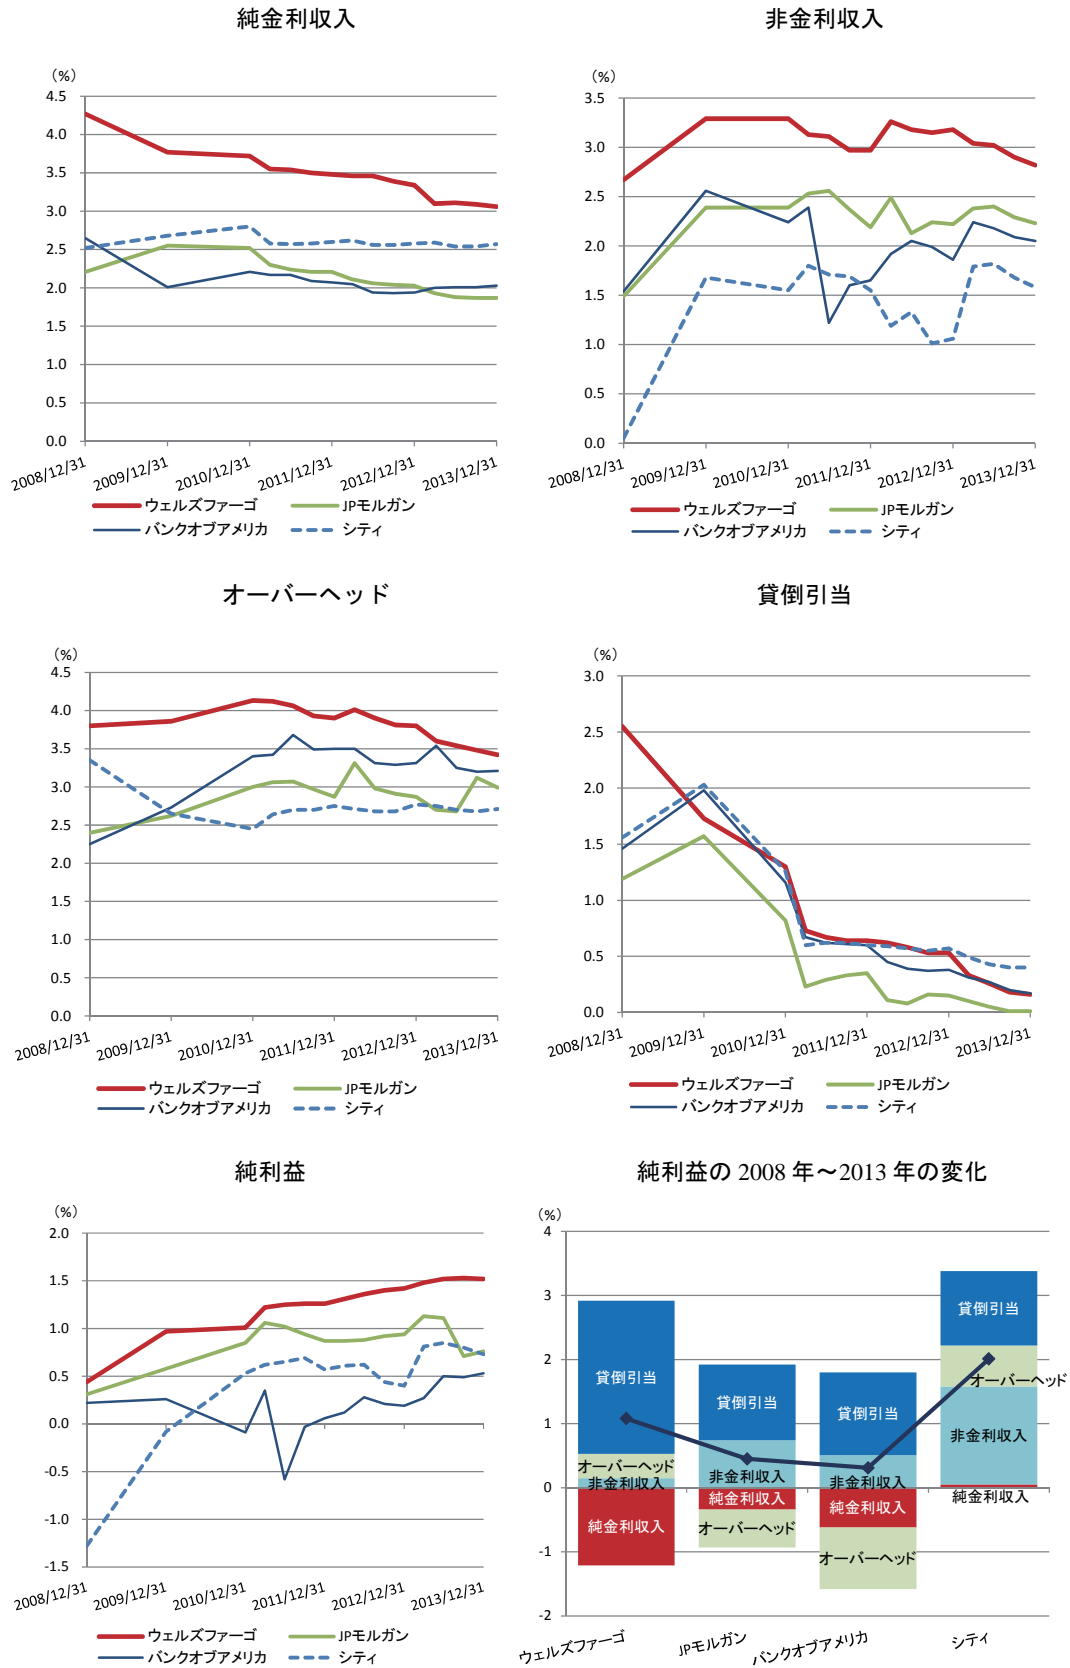 純金利収入
（%）
4.5
4.0
3.5
3.0
2.5
2.0
1.5
1.0
0.5
0.0
2008/12/31
2009/12/31
2010/12/31
2011/12/31
2012/12/31
2013/12/31
ウェルズファーゴ
JPモルガン
バンクオブアメリカ
シティ
非金利収入
（%）
3.5
3.0
2.5
2.0
1.5
1.0
0.5
0.0
2008/12/31
2009/12/31
2010/12/31
2011/12/31
2012/12/31
2013/12/31
ウェルズファーゴ
JPモルガン
バンクオブアメリカ
シティ
オーバーヘッド
（%）
4.5
4.0
3.5
3.0
2.5
2.0
1.5
1.0
0.5
0.0
2008/12/31
2009/12/31
2010/12/31
2011/12/31
2012/12/31
2013/12/31
ウェルズファーゴ
JPモルガン
バンクオブアメリカ
シティ
貸倒引当
（%）
3.0
2.5
2.0
1.5
1.0
0.5
0.0
2008/12/31
2009/12/31
2010/12/31
2011/12/31
2012/12/31
2013/12/31
ウェルズファーゴ
JPモルガン
バンクオブアメリカ
シティ
純利益
（%）
2.0
1.5
1.0
0.5
0.0
-0.5
-1.0
-1.5
2008/12/31
2009/12/31
2010/12/31
2011/12/31
2012/12/31
2013/12/31
ウェルズファーゴ
JPモルガン
バンクオブアメリカ
シティ
純利益の 2008 年～2013 年の変化
（%）
4
3
2
1
0
-1
-2
貸倒引当
オーバーヘッド
非金利収入
純金利収入
貸倒引当
非金利収入
純金利収入
オーバーヘッド
貸倒引当
非金利収入
純金利収入
オーバーヘッド
貸倒引当
オーバーヘッド
非金利収入
純金利収入
ウェルズファーゴ
JPモルガン
バンクオブアメリカ
シティ